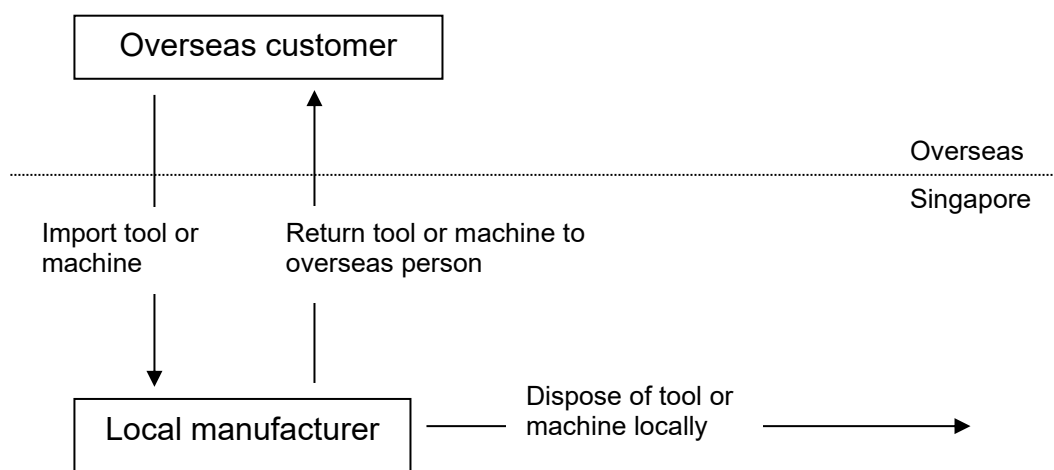 Overseas customer
Overseas
Singapore
Import tool or
machine
Return tool or machine to
overseas person
Dispose of tool or
machine locally
Local manufacturer